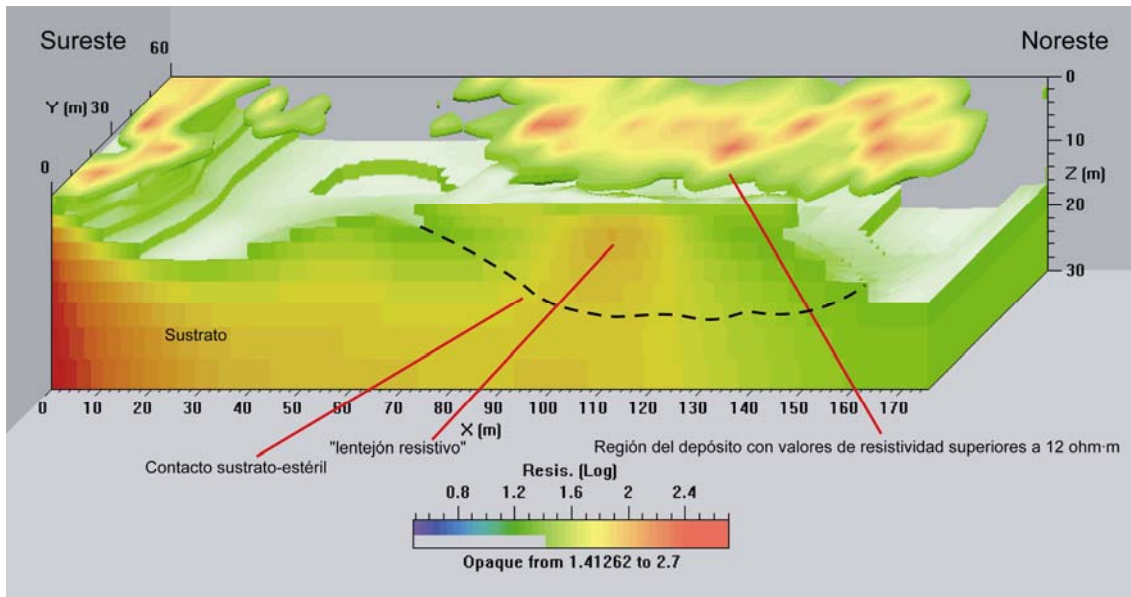 Sureste
Noreste
60
Y (m) 30
0
0
10
Z (m)
20
30
Sustrato
0 10 20 30 40 50 60 70 80 90 100 110 120 130 140 150 160 170
X (m)
Contacto sustrato-estéril
"lentejón resistivo"
Región del depósito con valores de resistividad superiores a 12 ohm·m
Resis. (Log)
0.8 1.2 1.6 2 2.4
Opaque from 1.41262 to 2.7